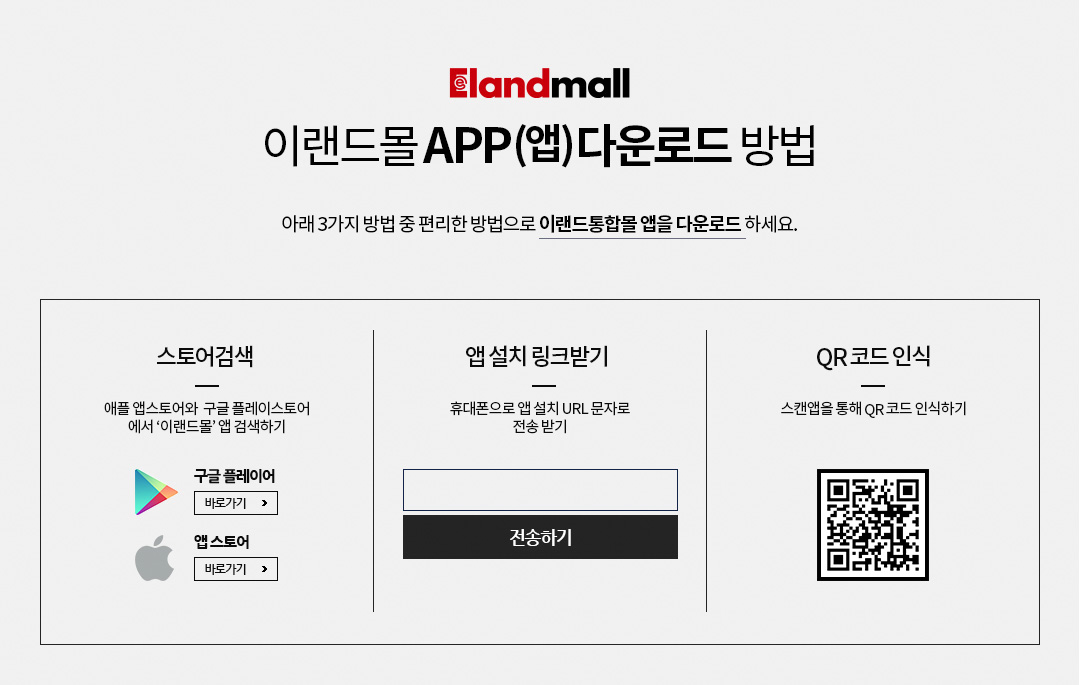 elandmall
이랜드몰 APP(앱)다운로드 방법
아래 3가지 방법 중 편리한 방법으로 이랜드통합몰 앱을 다운로드 하세요.
스토어검색
애플 앱스토어와 구글 플레이스토어
에서 ‘이랜드몰’ 앱 검색하기
구글 플레이어
바로가기
앱 스토어
바로가기
앱 설치 링크받기
휴대폰으로 앱 설치 URL 문자로
전송 받기
전송하기
QR 코드 인식
스캔앱을 통해 QR 코드 인식하기